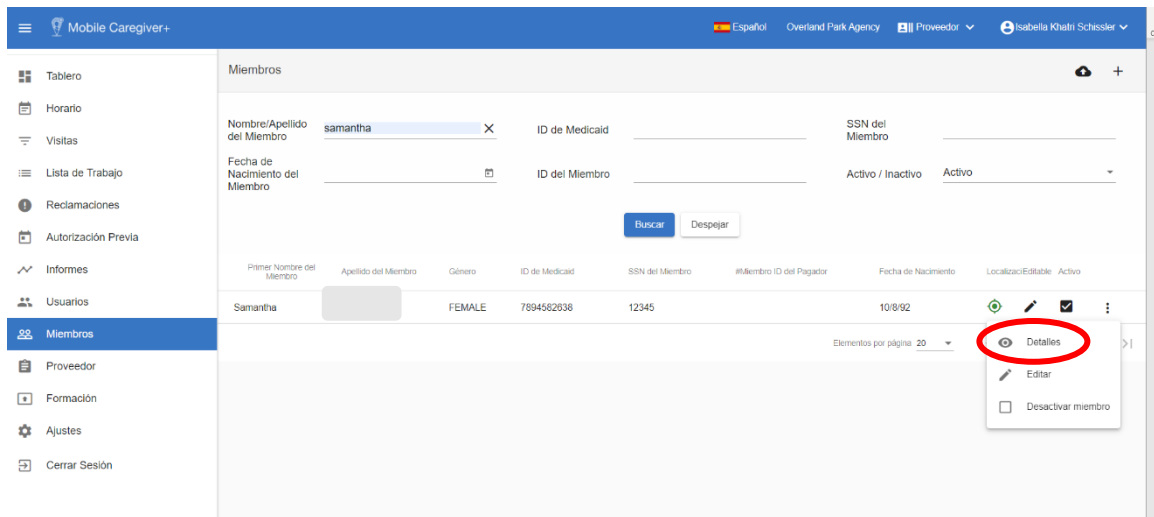 Mobile Caregiver+
Español
Overland Park Agency
Proveedor
Isabella Khatri Schissler
Tablero
Horario
Visitas
Lista de Trabajo
Reclamaciones
Autorización Previa
Informes
Usuarios
Miembros
Proveedor
Formación
Ajustes
Cerrar Sesión
Miembros
Nombre/Apellido
del Miembro
samantha
ID de Medicaid
SSN del
Miembro
Fecha de
Nacimiento del
Miembro
ID del Miembro
Activo / Inactivo
Activo
Buscar
Despejar
Primer Nombre del
Miembro
Apellido del Miembro
Género
ID de Medicaid
SSN del Miembro
#Miembro ID del Pagador
Fecha de Nacimiento
Localizaci
Editable
Activo
Samantha
FEMALE
7894582638
12345
10/8/92
Elementos por página
20
Detalles
Editar
Desactivar miembro